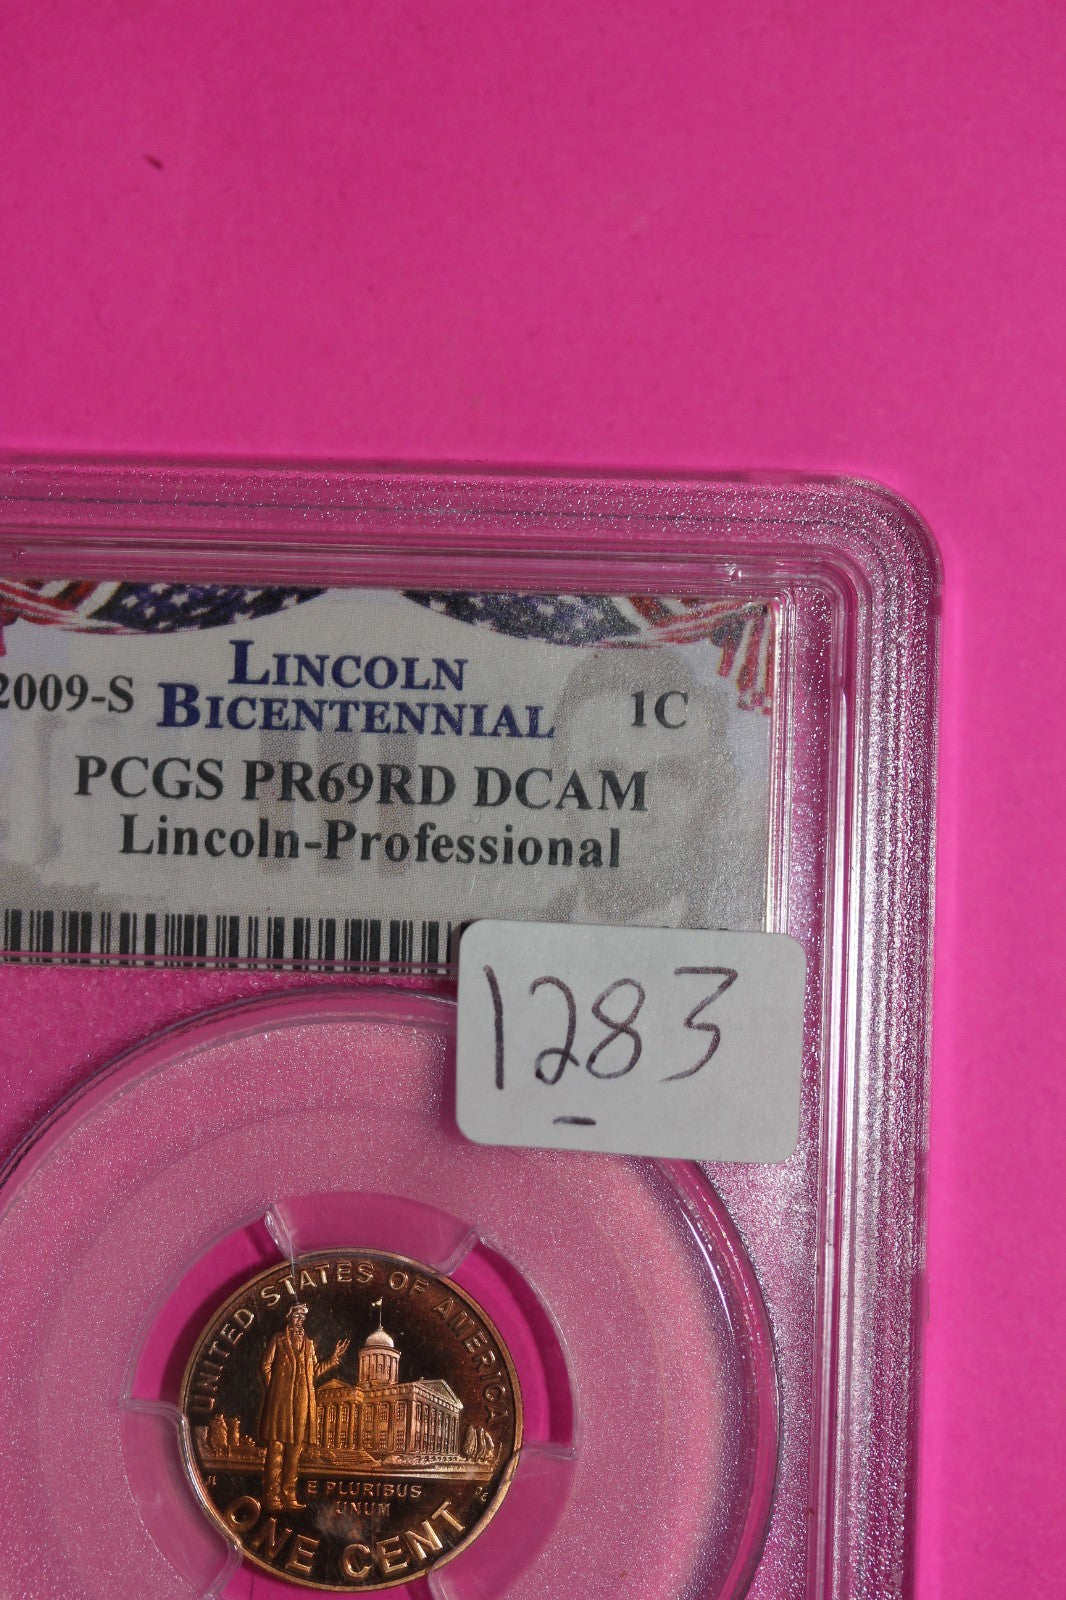 LINCOLN
2009-S BICENTENNIAL 1C
PCGS PR69RD DCAM
Lincoln-Professional
1283
UNITED STATES OF AMERICA
E PLURIBUS
UNUM
ONE CENT